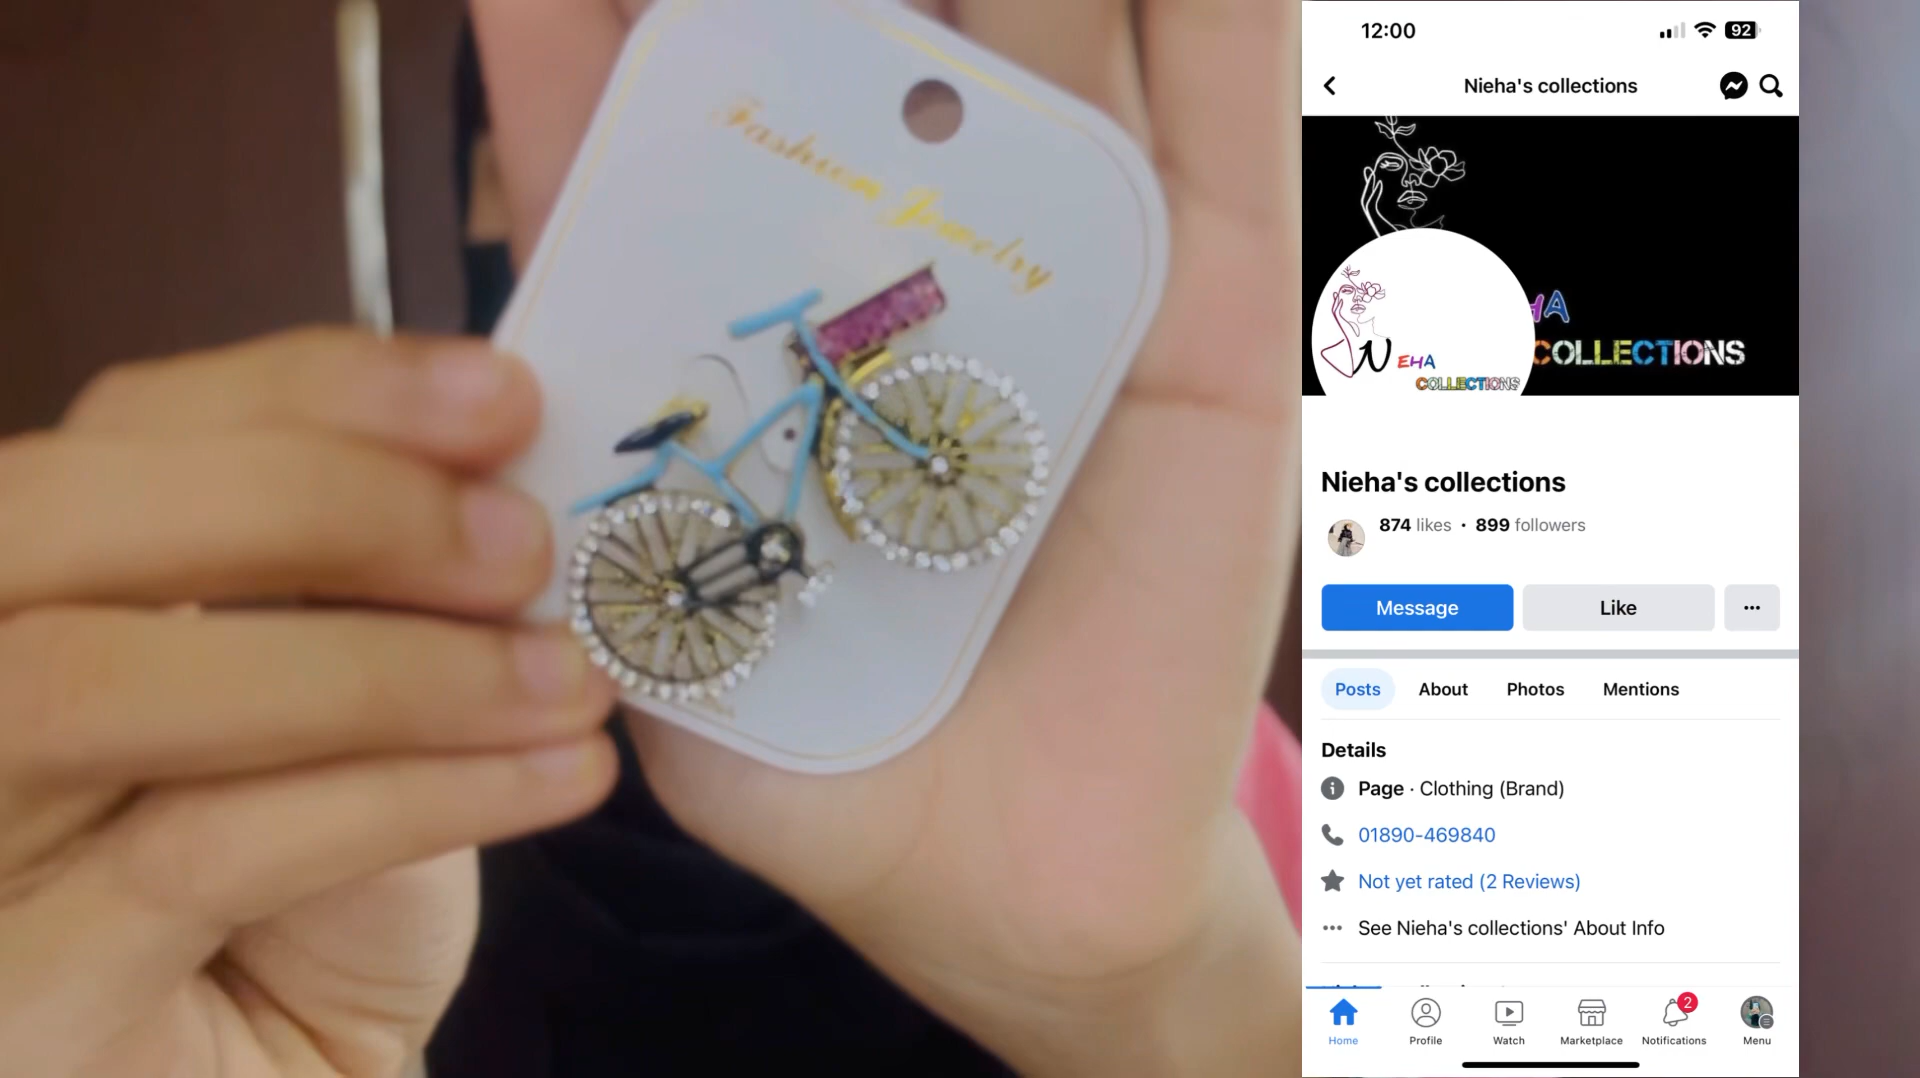 Fashion Jewelry
12:00
92
Nieha's collections
HA
COLLECTIONS
N EHA
COLLECTIONS
Nieha's collections
874 likes • 899 followers
Message
Like
Posts
About
Photos
Mentions
Details
Page · Clothing (Brand)
01890-469840
Not yet rated (2 Reviews)
See Nieha's collections' About Info
2
Home
Profile
Watch
Marketplace
Notifications
Menu